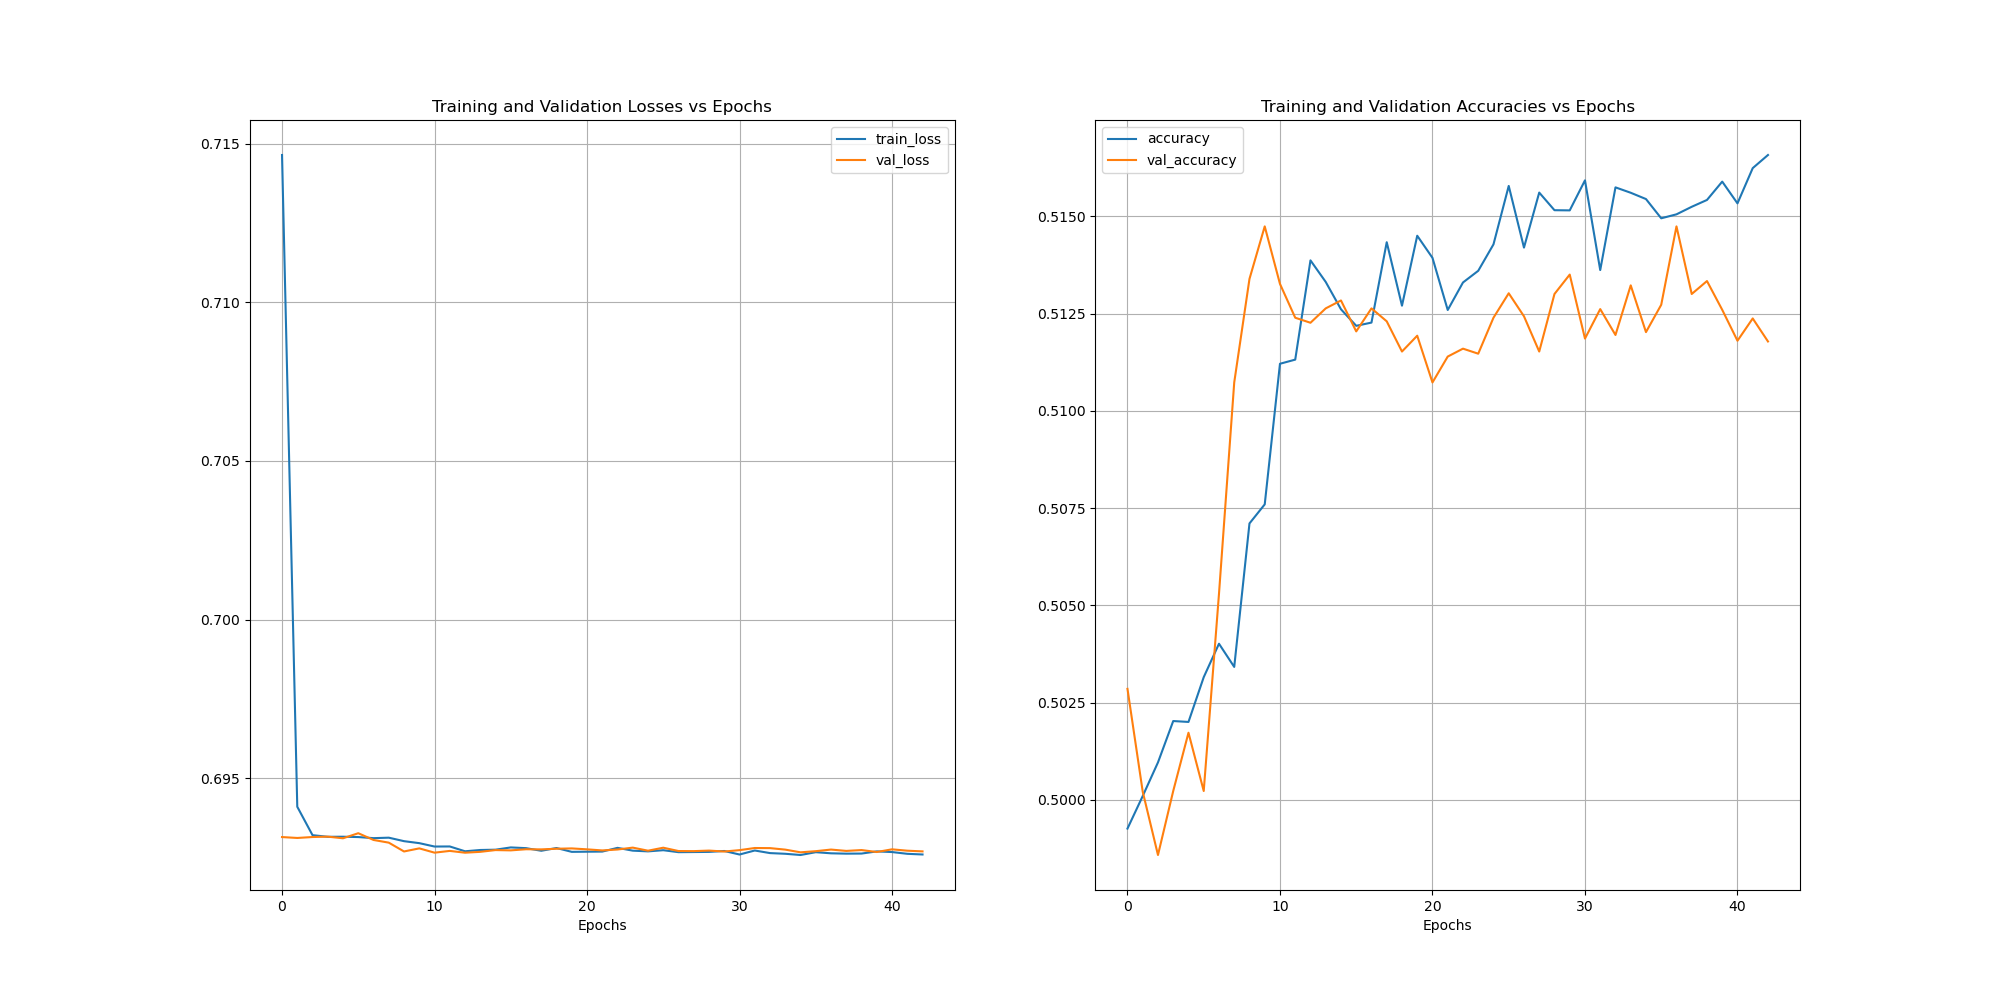 Training and Validation Losses vs Epochs
train_loss
val_loss
0.715
0.710
0.705
0.700
0.695
0 10 20 30 40
Epochs
Training and Validation Accuracies vs Epochs
accuracy
val_accuracy
0.5150
0.5125
0.5100
0.5075
0.5050
0.5025
0.5000
0 10 20 30 40
Epochs